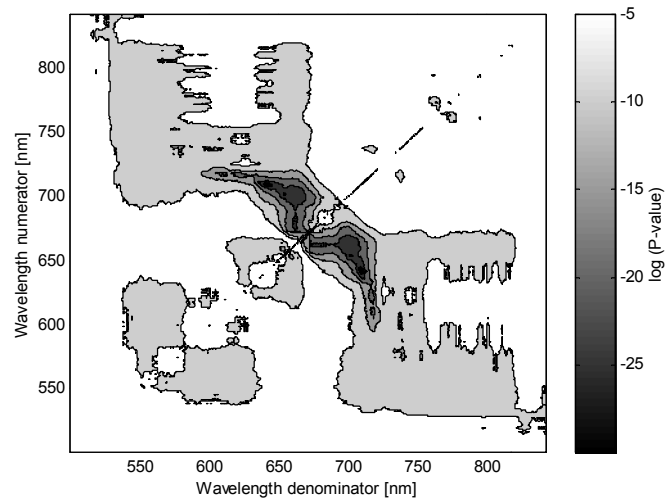 800
750
700
650
600
550
Wavelength numerator [nm]
550 600 650 700 750 800
Wavelength denominator [nm]
-5
-10
-15
-20
-25
log (P-value)